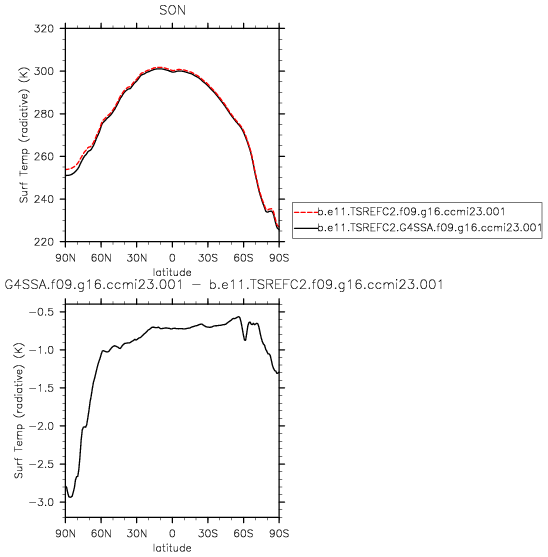 SON
Surf Temp (radiative) (K)
320
300
280
260
240
220
90N 60N 30N 0 30S 60S 90S
latitude
b.e11.TSREFC2.f09.g16.ccmi23.001
b.e11.TSREFC2.G4SSA.f09.g16.ccmi23.001
G4SSA.f09.g16.ccmi23.001 − b.e11.TSREFC2.f09.g16.ccmi23.001
Surf Temp (radiative) (K)
−0.5
−1.0
−1.5
−2.0
−2.5
−3.0
90N 60N 30N 0 30S 60S 90S
latitude